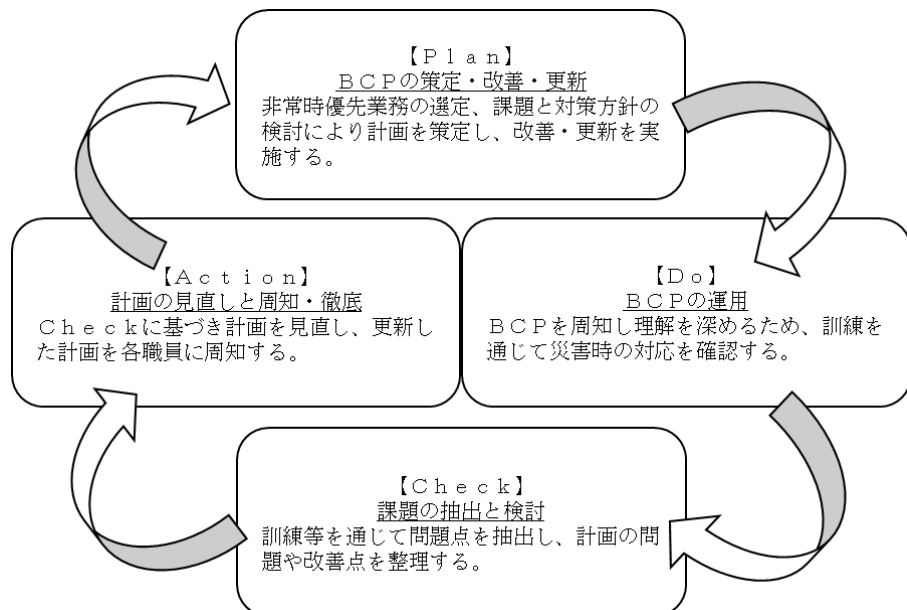 【Ｐｌａｎ】
ＢＣＰの策定・改善・更新
非常時優先業務の選定、課題と対策方針の
検討により計画を策定し、改善・更新を実
施する。
【Ａｃｔｉｏｎ】
計画の見直しと周知・徹底
Ｃｈｅｃｋに基づき計画を見直し、更新し
た計画を各職員に周知する。
【Ｄｏ】
ＢＣＰの運用
ＢＣＰを周知し理解を深めるため、訓練を
通じて災害時の対応を確認する。
【Ｃｈｅｃｋ】
課題の抽出と検討
訓練等を通じて問題点を抽出し、計画の問
題や改善点を整理する。